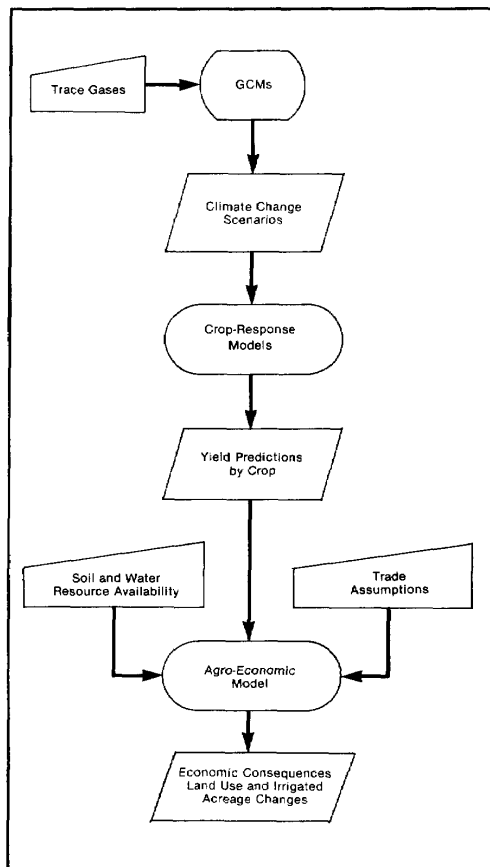 Trace Gases
GCMs
Climate Change
Scenarios
Crop-Response
Models
Yield Predictions
by Crop
Soil and Water
Resource Availability
Trade
Assumptions
Agro-Economic
Model
Economic Consequences
Land Use and Irrigated
Acreage Changes